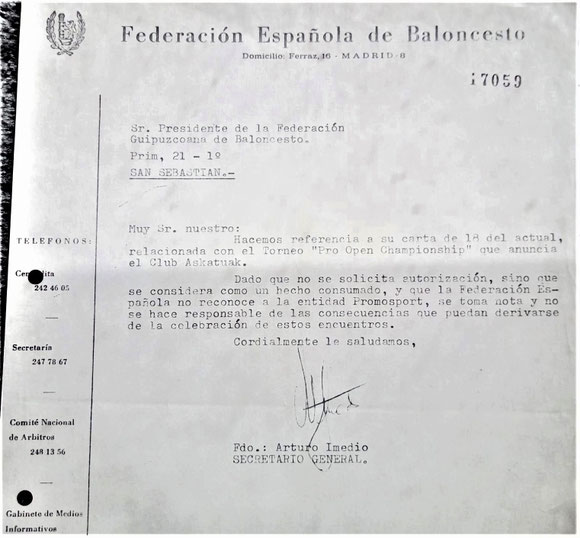 Federación Española de Baloncesto
Domicilio: Ferraz, 16 - MADRID-8
17059
Sr. Presidente de la Federación
Guipuzcoana de Baloncesto.
Prim, 21 - 1º
SAN SEBASTIAN.-
Muy Sr. nuestro:
Hacemos referencia a su carta de 18 del actual,
relacionada con el Torneo "Pro Open Championship" que anuncia
el Club Askatuak.
Dado que no se solicita autorización, sino que
se considera como un hecho consumado, y que la Federación Es-
pañola no reconoce a la entidad Promosport, se toma nota y no
se hace responsable de las consecuencias que puedan derivarse
de la celebración de estos encuentros.
Cordialmente le saludamos,
Fdo.: Arturo Imedio
SECRETARIO GENERAL.
TELEFONOS:
242 46 05
Secretaría
247 78 67
Comité Nacional
de Arbitros
248 13 56
Gabinete de Medios
Informativos